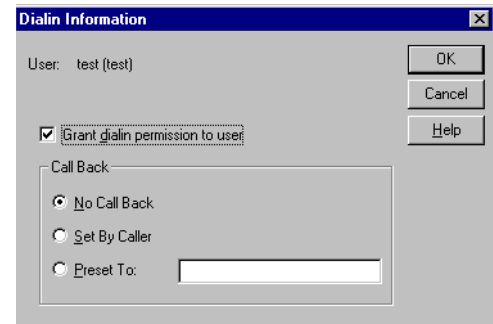 Dialin Information
User: test (test)
OK
Cancel
Help
Grant dialin permission to user
Call Back
No Call Back
Set By Caller
Preset To: